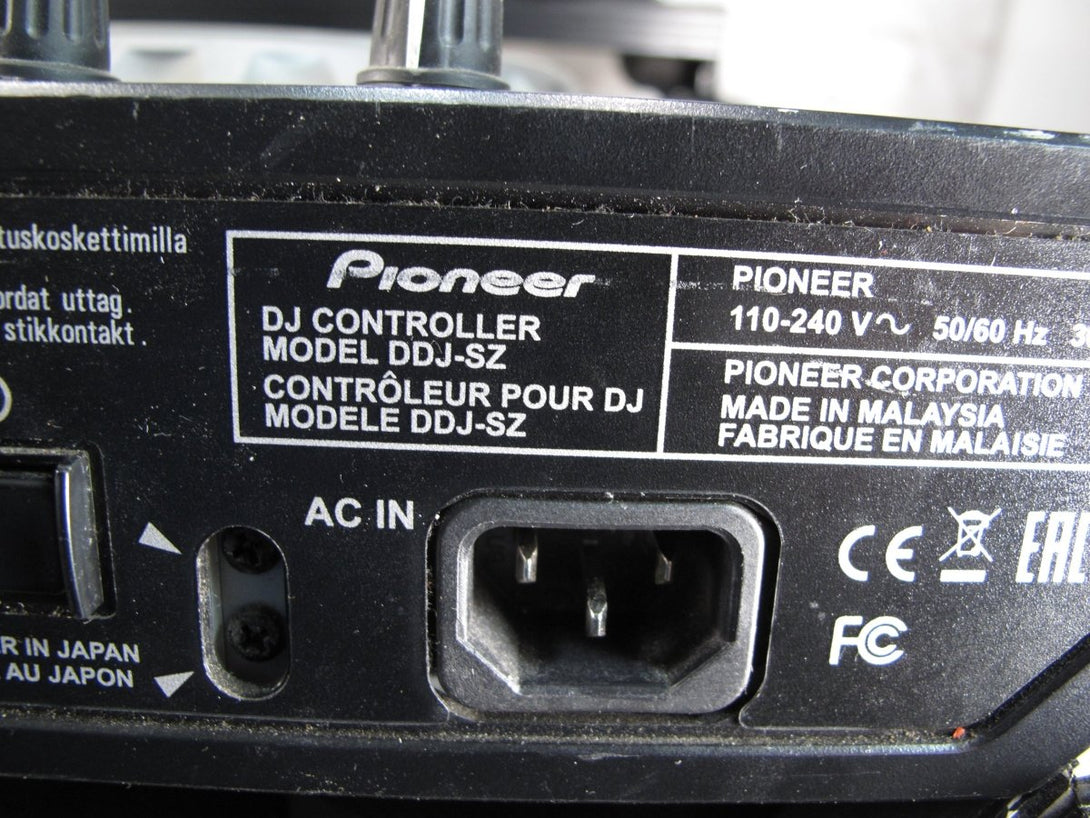 tuskoskettimilla
ordat uttag.
stikkontakt.
Pioneer
DJ CONTROLLER
MODEL DDJ-SZ
CONTRÔLEUR POUR DJ
MODELE DDJ-SZ
PIONEER
110-240 V~ 50/60 Hz
PIONEER CORPORATION
MADE IN MALAYSIA
FABRIQUE EN MALAISIE
AC IN
R IN JAPAN
AU JAPON
CE EAC
FC